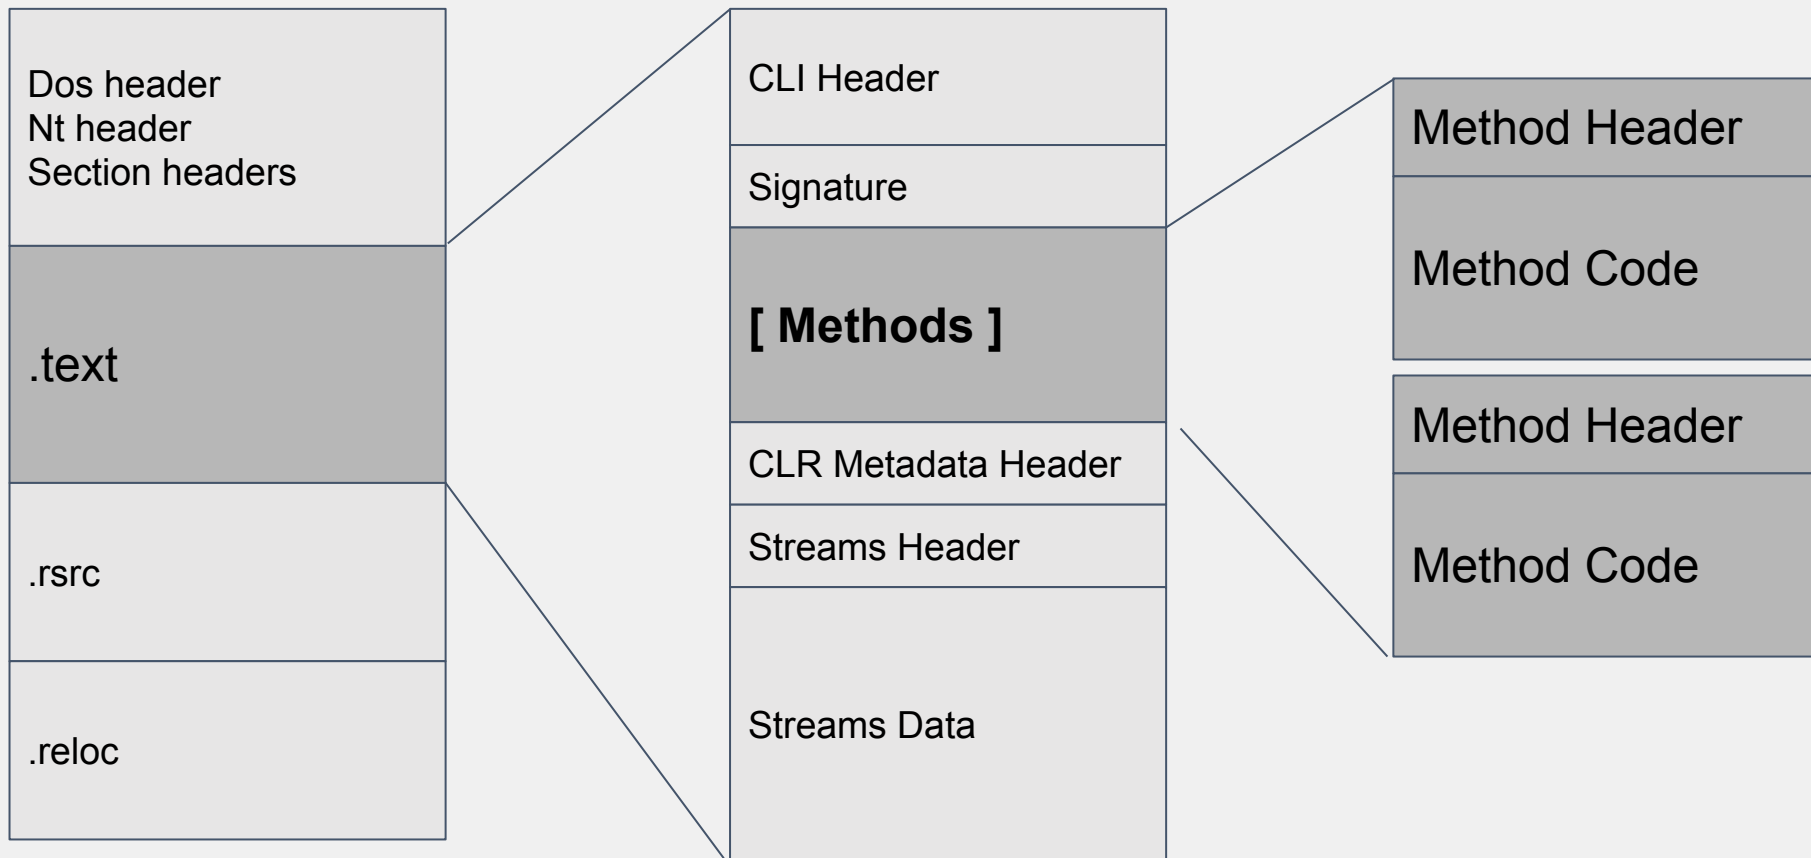 Dos header
Nt header
Section headers
.text
.rsrc
.reloc
CLI Header
Signature
[ Methods ]
CLR Metadata Header
Streams Header
Streams Data
Method Header
Method Code
Method Header
Method Code